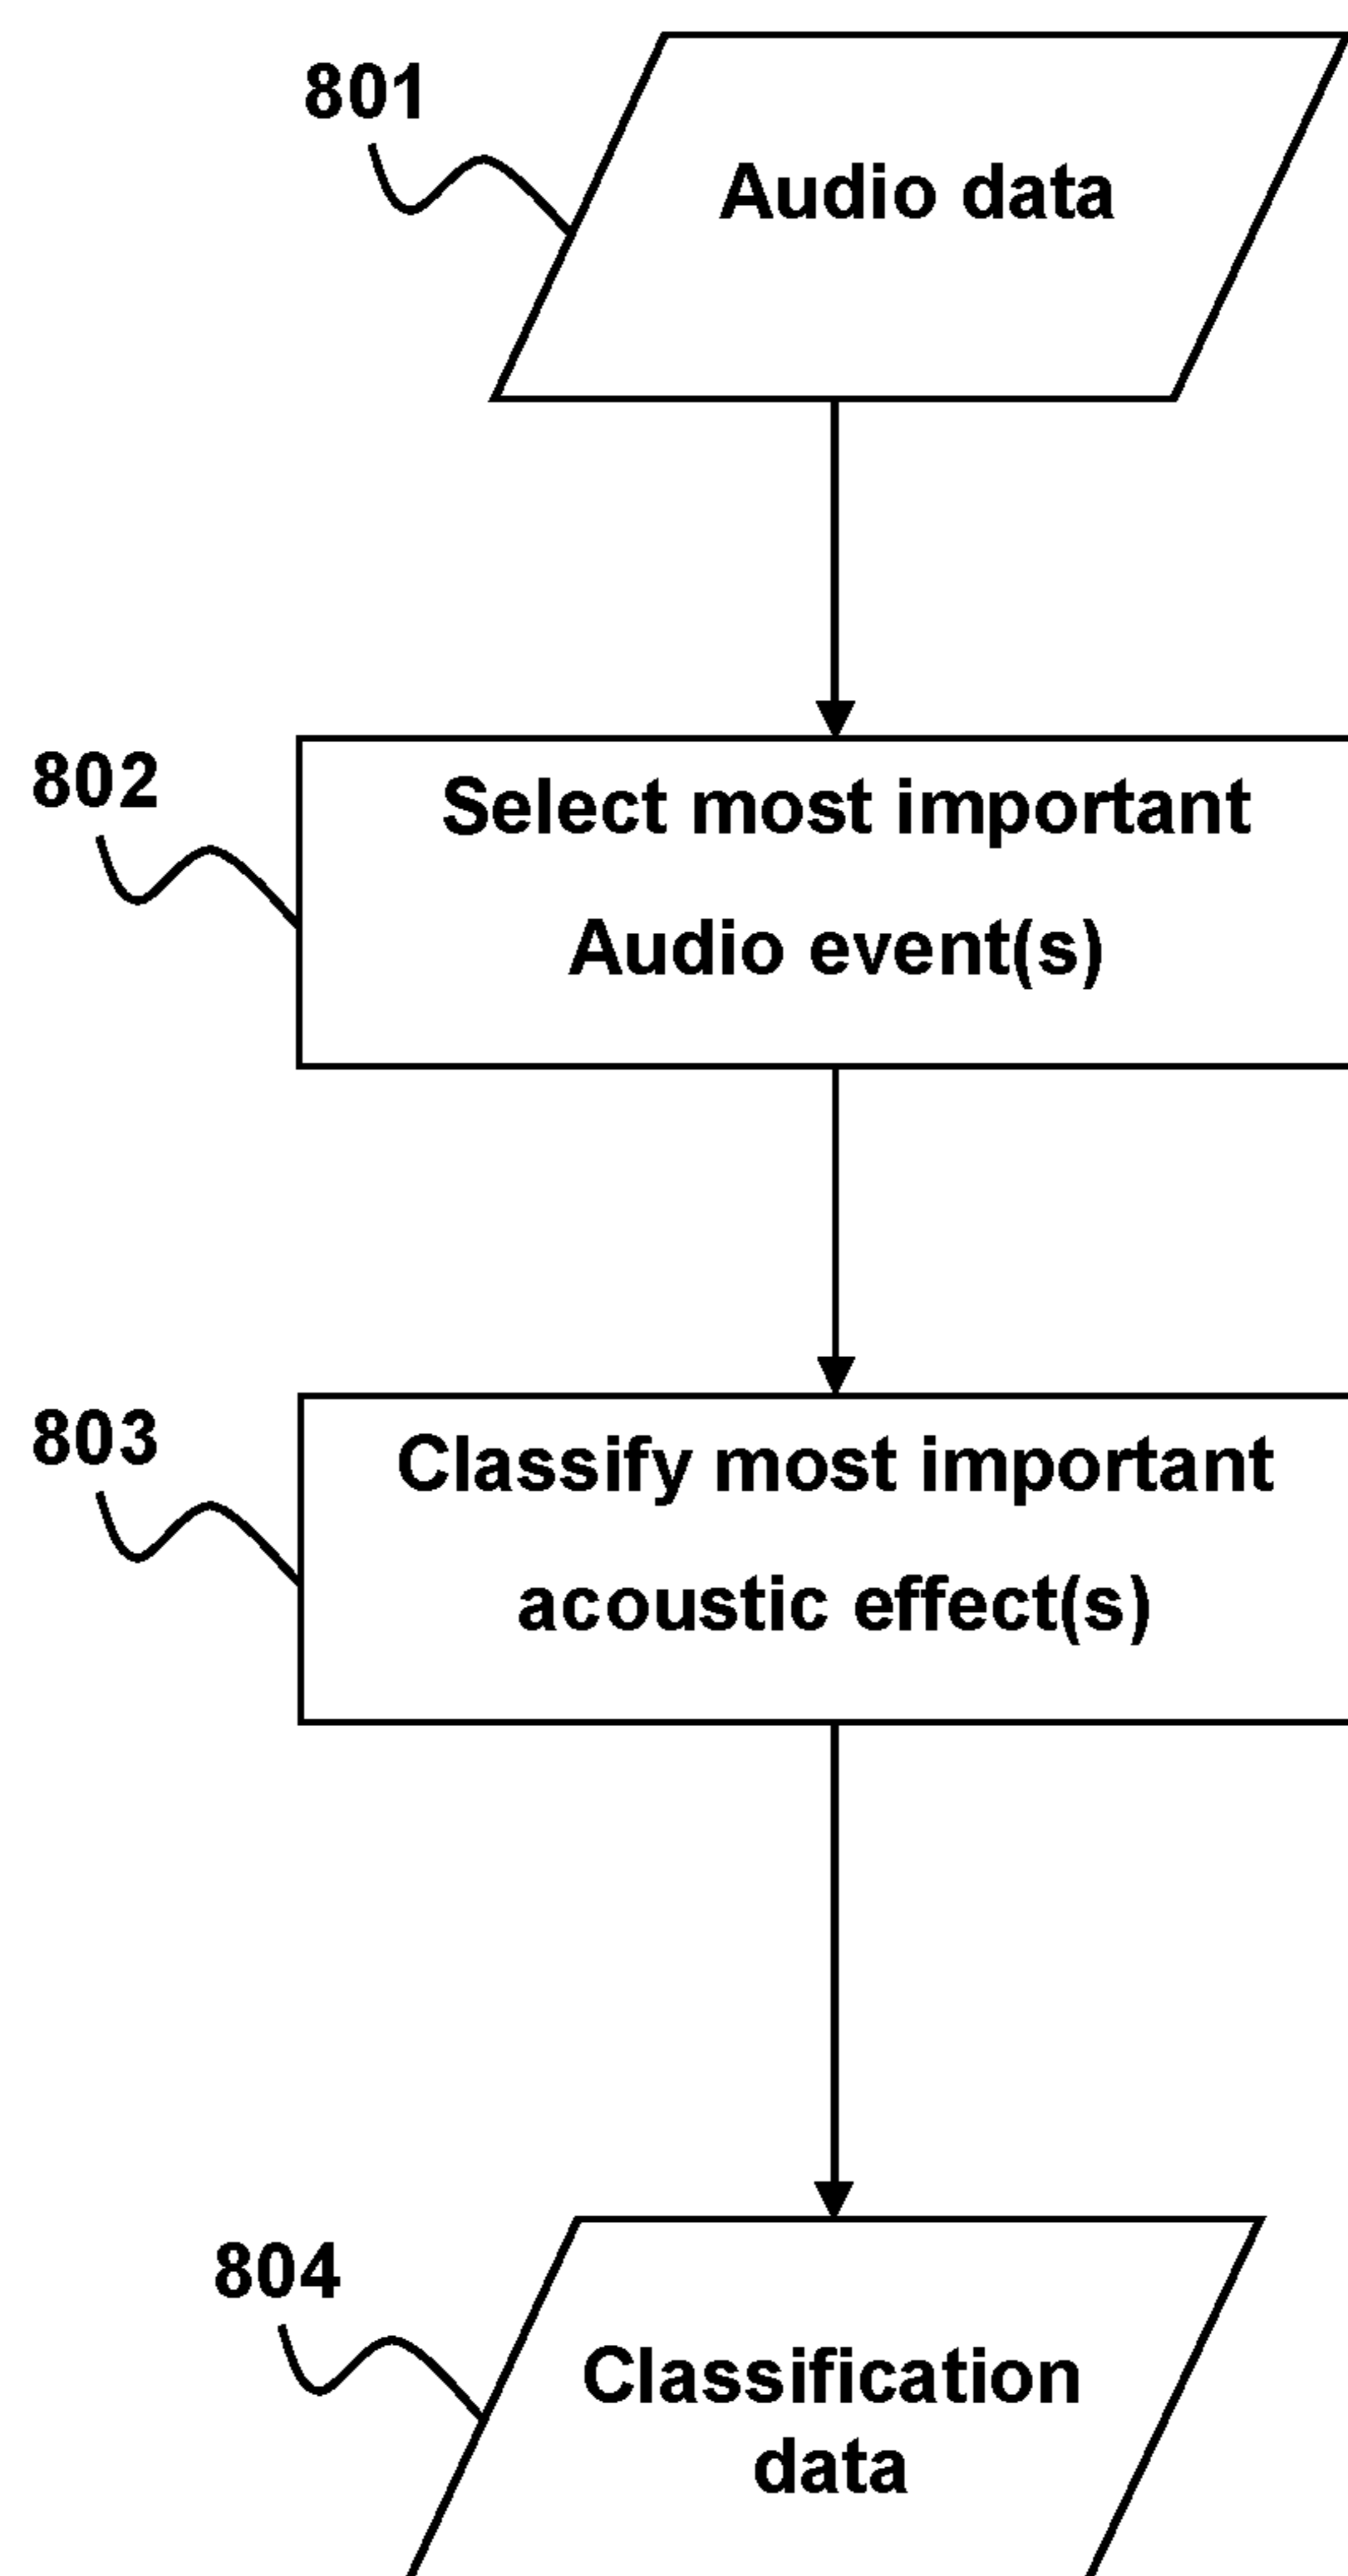 801
Audio data
802
Select most important
Audio event(s)
803
Classify most important
acoustic effect(s)
804
Classification
data